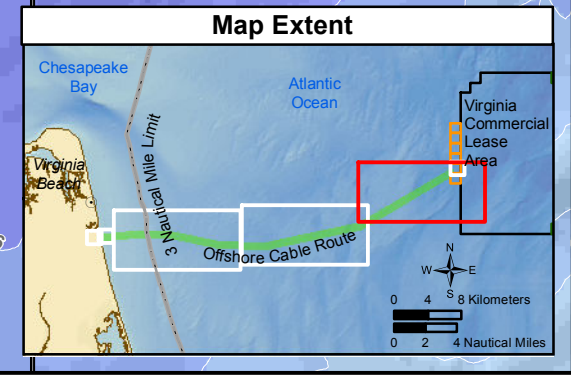 Map Extent
Chesapeake
Bay
Atlantic
Ocean
Virginia
Commercial
Lease
Area
Virginia
Beach
3 Nautical Mile Limit
Offshore Cable Route
N
W E
S
0 4 8 Kilometers
0 2 4 Nautical Miles